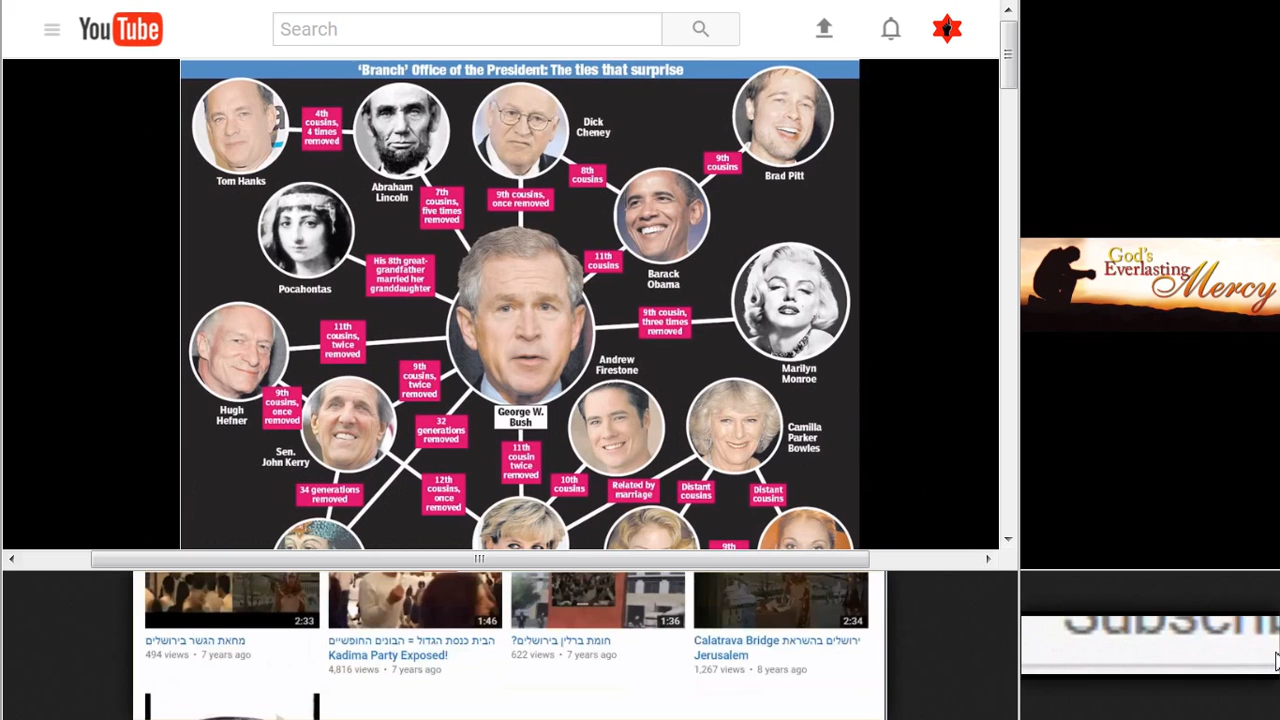 YouTube
Search
'Branch' Office of the President: The ties that surprise
4th
cousins,
4 times
removed
Tom Hanks
Abraham
Lincoln
Dick
Cheney
Brad Pitt
9th
cousins
8th
cousins
7th
cousins,
five times
removed
9th cousins,
once removed
Pocahontas
His 8th great-
grandfather
married her
granddaughter
11th
cousins
Barack
Obama
9th cousin,
three times
removed
Marilyn
Monroe
11th
cousins,
twice
removed
Hugh
Hefner
9th
cousins,
once
removed
9th
cousins,
twice
removed
Andrew
Firestone
George W.
Bush
32
generations
removed
Sen.
John Kerry
11th
cousin
twice
removed
Camilla
Parker
Bowles
34 generations
removed
12th
cousins,
once
removed
10th
cousins
Related by
marriage
Distant
cousins
Distant
cousins
9th
God's
Everlasting
Mercy
2:33
1:46
1:36
2:34
מחאת הגשר בירושלים
494 views • 7 years ago
הבית כנסת הגדול = הבונים החופשיים
Kadima Party Exposed!
4,816 views • 7 years ago
חומת ברלין בירושלים?
622 views • 7 years ago
Calatrava Bridge ירושלים בהשראת
Jerusalem
1,267 views • 8 years ago